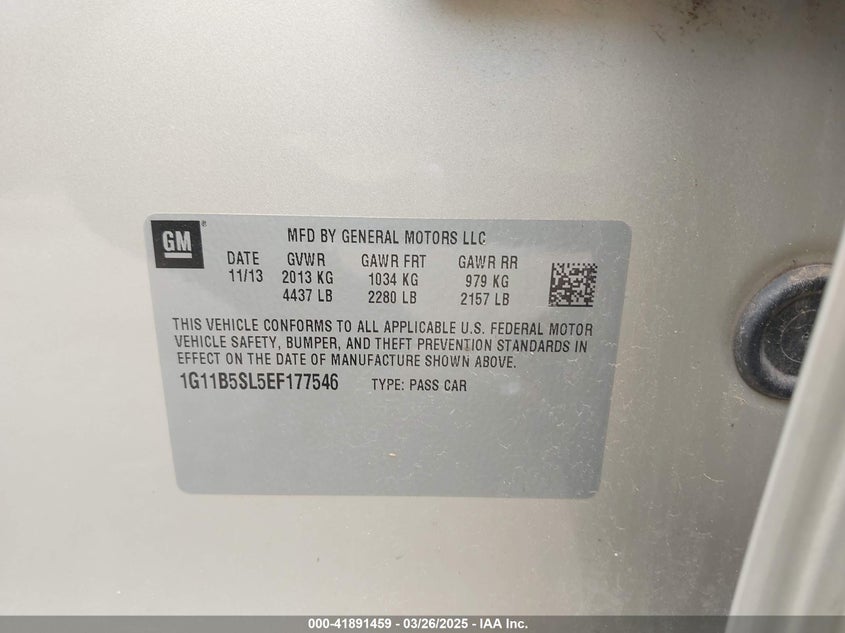 GM®
MFD BY GENERAL MOTORS LLC
DATE GVWR GAWR FRT GAWR RR
11/13 2013 KG 1034 KG 979 KG
4437 LB 2280 LB 2157 LB
THIS VEHICLE CONFORMS TO ALL APPLICABLE U.S. FEDERAL MOTOR
VEHICLE SAFETY, BUMPER, AND THEFT PREVENTION STANDARDS IN
EFFECT ON THE DATE OF MANUFACTURE SHOWN ABOVE.
1G11B5SL5EF177546 TYPE: PASS CAR
000-41891459 - 03/26/2025 - IAA Inc.